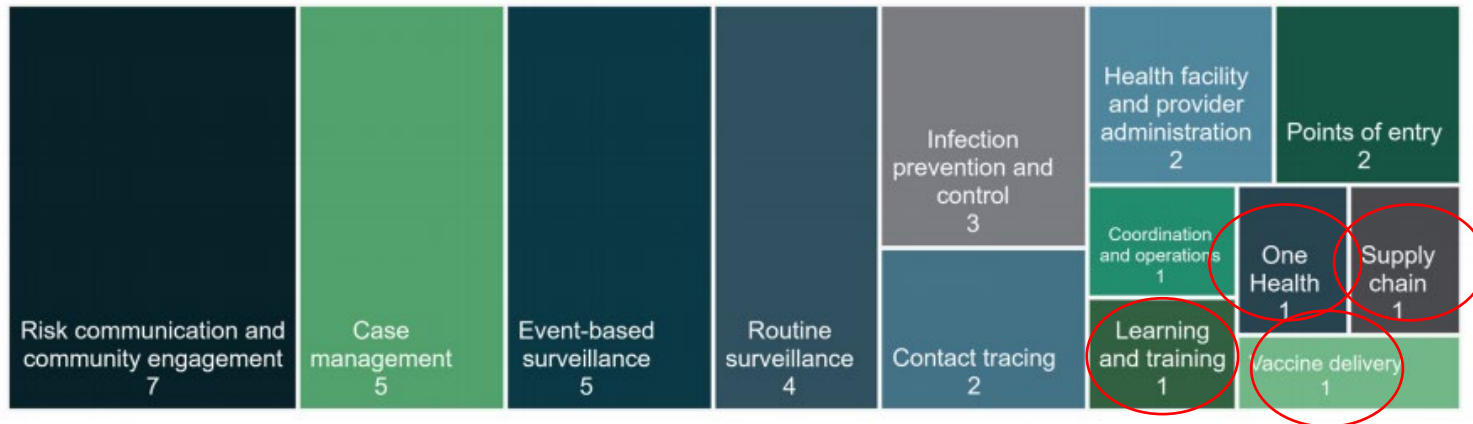 Risk communication and
community engagement
7
Case
management
5
Event-based
surveillance
5
Routine
surveillance
4
Infection
prevention and
control
3
Contact tracing
2
Health facility
and provider
administration
2
Points of entry
2
Coordination
and operations
1
One
Health
1
Supply
chain
1
Learning
and training
1
Vaccine delivery
1